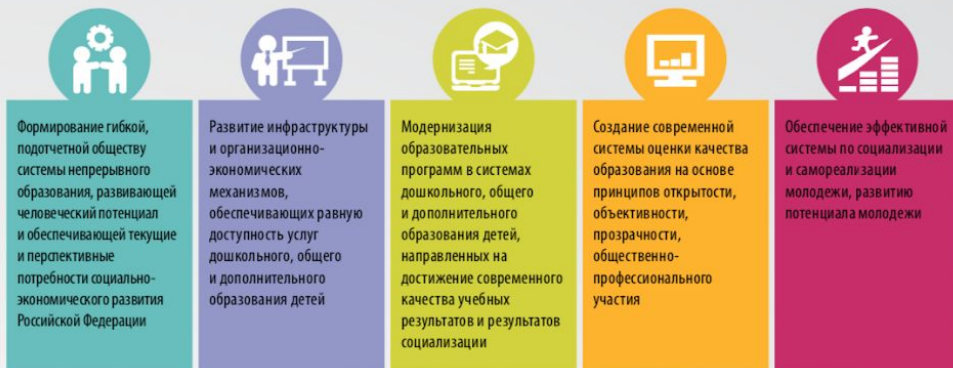 Формирование гибкой,
подотчетной обществу
системы непрерывного
образования, развивающей
человеческий потенциал
и обеспечивающей текущие
и перспективные
потребности социально-
экономического развития
Российской Федерации
Развитие инфраструктуры
и организационно-
экономических
механизмов,
обеспечивающих равную
доступность услуг
дошкольного, общего
и дополнительного
образования детей
Модернизация
образовательных
программ в системах
дошкольного, общего
и дополнительного
образования детей,
направленных на
достижение современного
качества учебных
результатов и результатов
социализации
Создание современной
системы оценки качества
образования на основе
принципов открытости,
объективности,
прозрачности,
общественно-
профессионального
участия
Обеспечение эффективной
системы по социализации
и самореализации
молодежи, развитию
потенциала молодежи